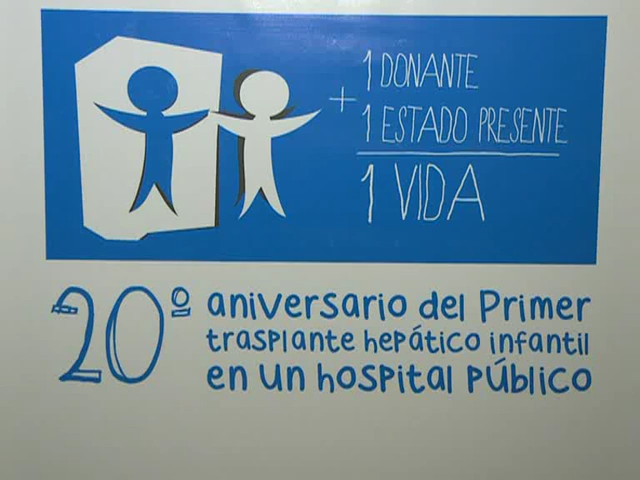 1 DONANTE
+ 1 ESTADO PRESENTE
1 VIDA
20º aniversario del Primer
trasplante hepático infantil
en un hospital público